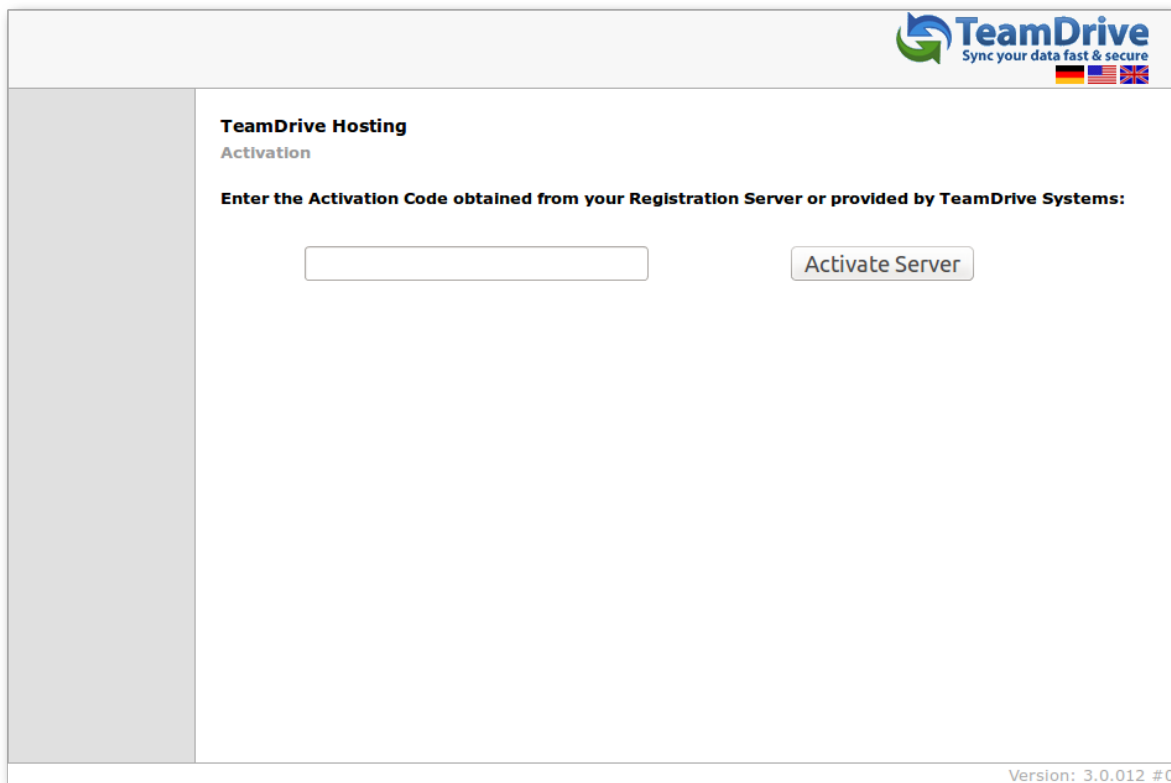 TeamDrive
Sync your data fast & secure
TeamDrive Hosting
Activation
Enter the Activation Code obtained from your Registration Server or provided by TeamDrive Systems:
Activate Server
Version: 3.0.012 #